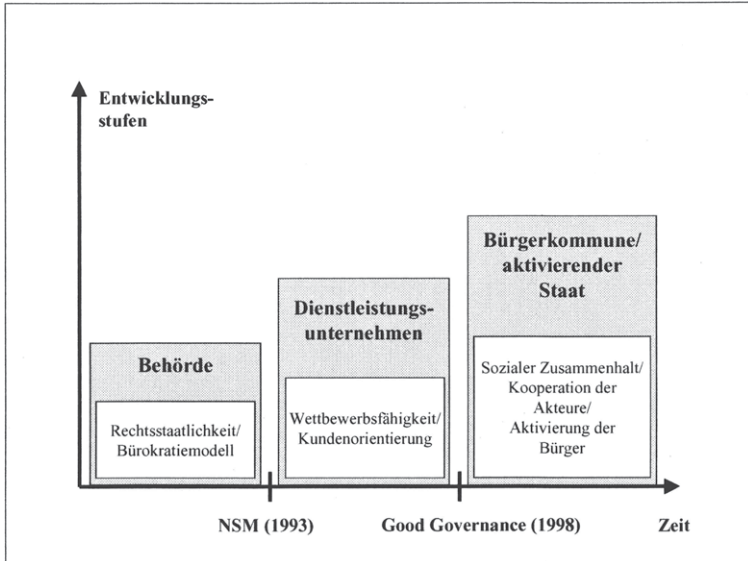 Entwicklungs-
stufen
Behörde
Rechtsstaatlichkeit/
Bürokratiemodell
Dienstleistungs-
unternehmen
Wettbewerbsfähigkeit/
Kundenorientierung
Bürgerkommune/
aktivierender
Staat
Sozialer Zusammenhalt/
Kooperation der
Akteure/
Aktivierung der
Bürger
NSM (1993)
Good Governance (1998)
Zeit